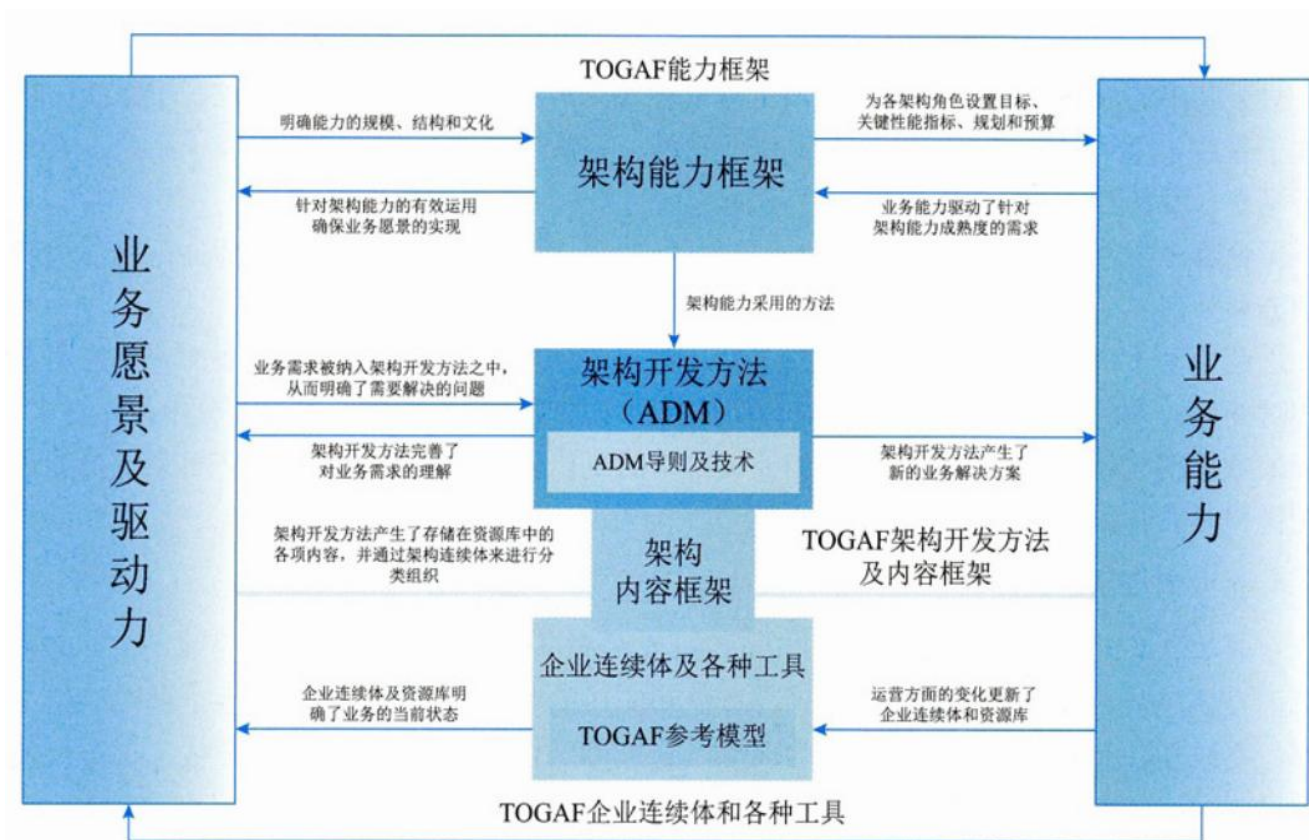 TOGAF能力框架
明确能力的规模、结构和文化
架构能力框架
为各架构角色设置目标、
关键性能指标、规划和预算
针对架构能力的有效运用
确保业务愿景的实现
业务能力驱动了针对
架构能力成熟度的需求
业务愿景及驱动力
业务能力
架构能力采用的方法
业务需求被纳入架构开发方法之中,
从而明确了需要解决的问题
架构开发方法
（ADM）
架构开发方法完善了
对业务需求的理解
ADM导则及技术
架构开发方法产生了
新的业务解决方案
架构开发方法产生了存储在资源库中的
各项内容, 并通过架构连续体来进行分
类组织
架构
内容框架
TOGAF架构开发方法
及内容框架
企业连续体及各种工具
企业连续体及资源库明
确了业务的当前状态
TOGAF参考模型
运营方面的变化更新了
企业连续体和资源库
TOGAF企业连续体和各种工具